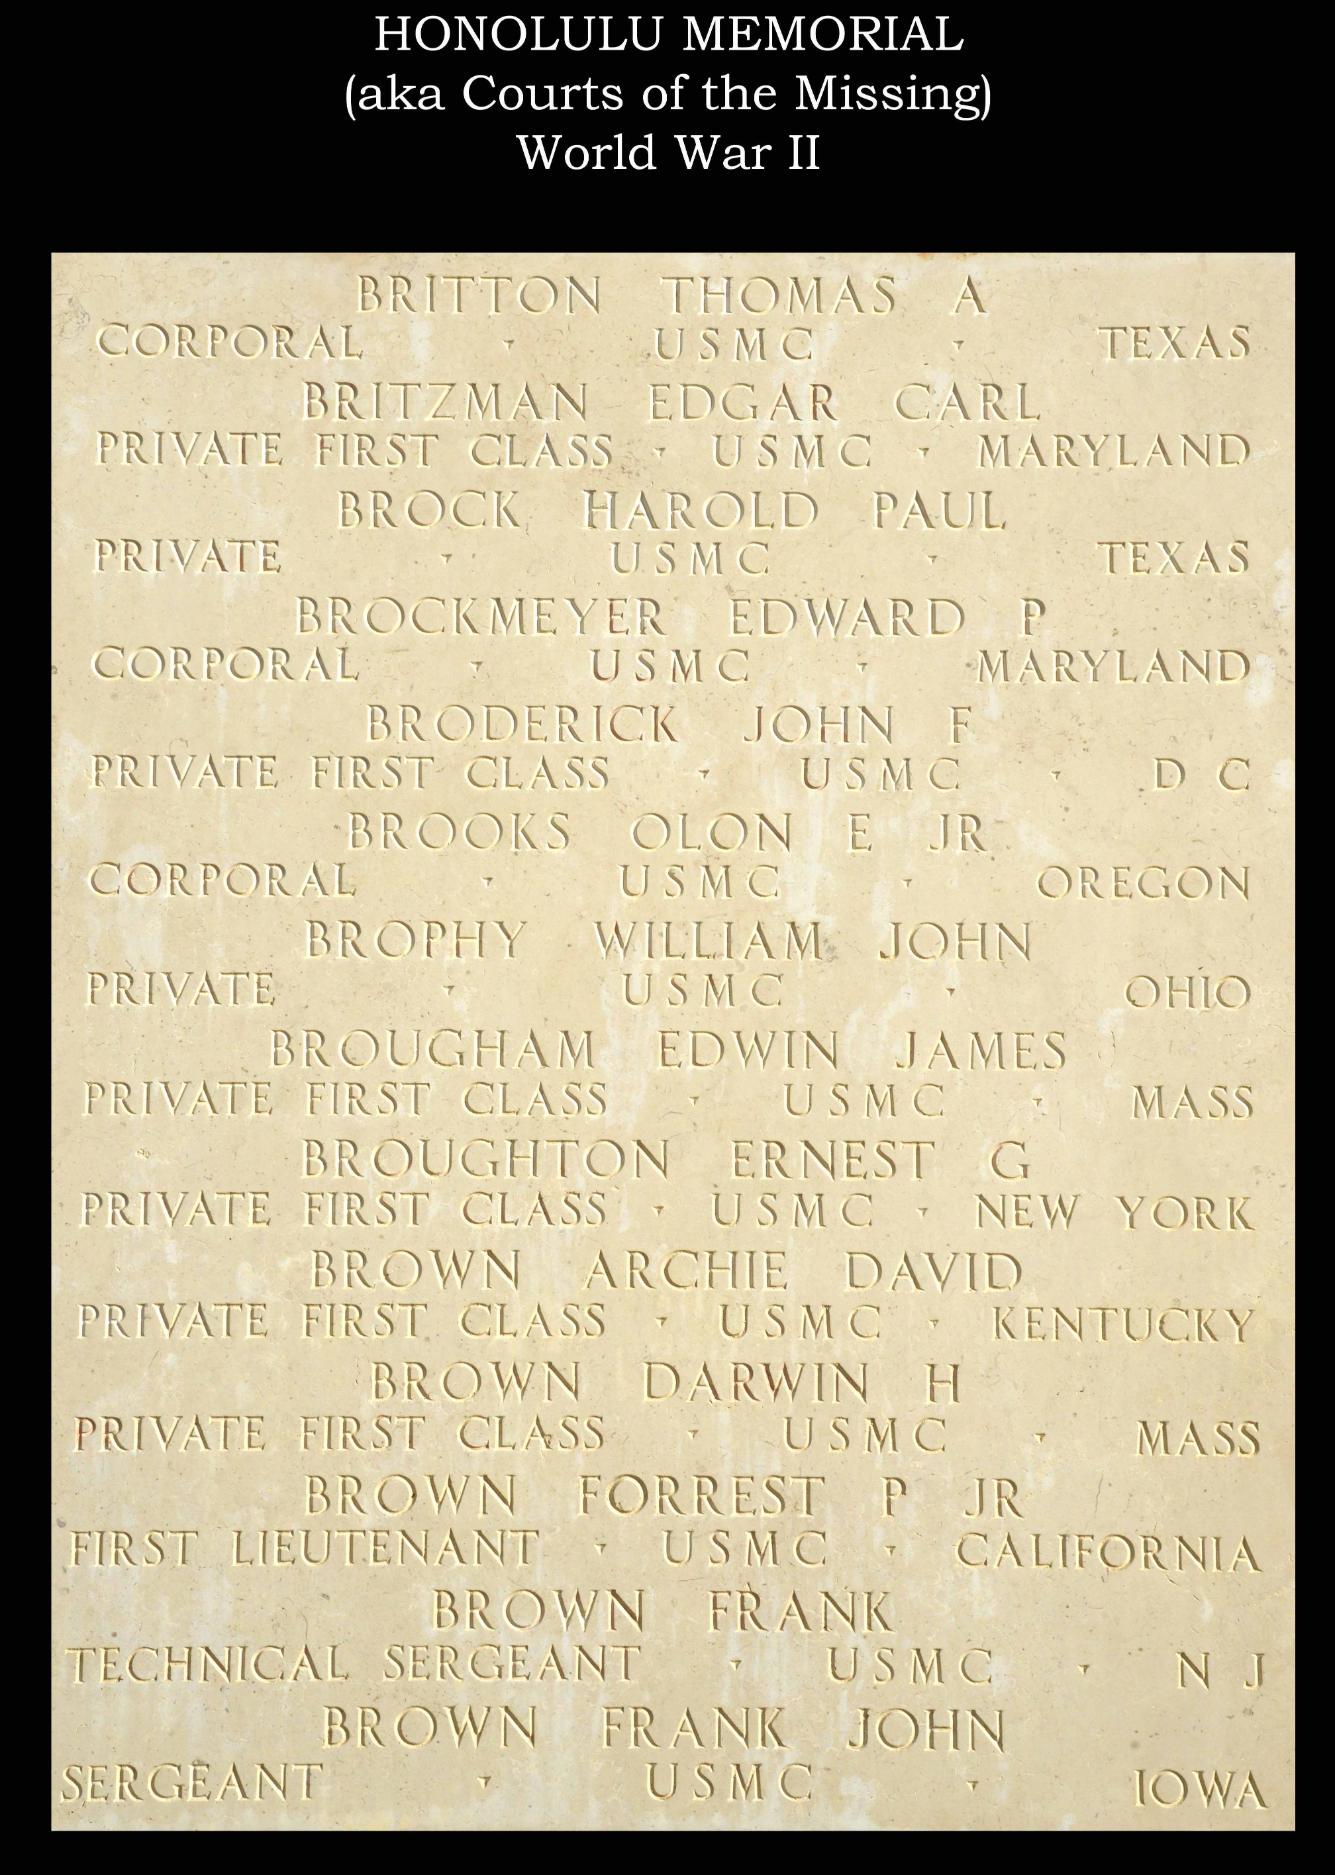 HONOLULU MEMORIAL
(aka Courts of the Missing)
World War II
BRITTON THOMAS A
CORPORAL · USMC · TEXAS
BRITZMAN EDGAR CARL
PRIVATE FIRST CLASS · USMC · MARYLAND
BROCK HAROLD PAUL
PRIVATE · USMC · TEXAS
BROCKMEYER EDWARD P
CORPORAL · USMC · MARYLAND
BRODERICK JOHN F
PRIVATE FIRST CLASS · USMC · D C
BROOKS OLON E JR
CORPORAL · USMC · OREGON
BROPHY WILLIAM JOHN
PRIVATE · USMC · OHIO
BROUGHAM EDWIN JAMES
PRIVATE FIRST CLASS · USMC · MASS
BROUGHTON ERNEST G
PRIVATE FIRST CLASS · USMC · NEW YORK
BROWN ARCHIE DAVID
PRIVATE FIRST CLASS · USMC · KENTUCKY
BROWN DARWIN H
PRIVATE FIRST CLASS · USMC · MASS
BROWN FORREST P JR
FIRST LIEUTENANT · USMC · CALIFORNIA
BROWN FRANK
TECHNICAL SERGEANT · USMC · N J
BROWN FRANK JOHN
SERGEANT · USMC · IOWA